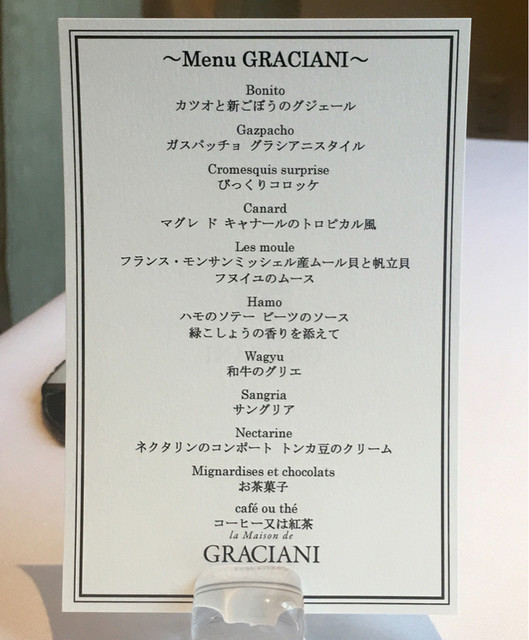 ～Menu GRACIANI～
Bonito
カツオと新ごぼうのグジェール
Gazpacho
ガスパッチョ グラシアニスタイル
Cromesquis surprise
びっくりコロッケ
Canard
マグレ ド キャナールのトロピカル風
Les moule
フランス・モンサンミッシェル産ムール貝と帆立貝
フヌイユのムース
Hamo
ハモのソテー ビーツのソース
緑こしょうの香りを添えて
Wagyu
和牛のグリエ
Sangria
サングリア
Nectarine
ネクタリンのコンポート トンカ豆のクリーム
Mignardises et chocolats
お茶菓子
café ou thé
コーヒー又は紅茶
la Maison de
GRACIANI